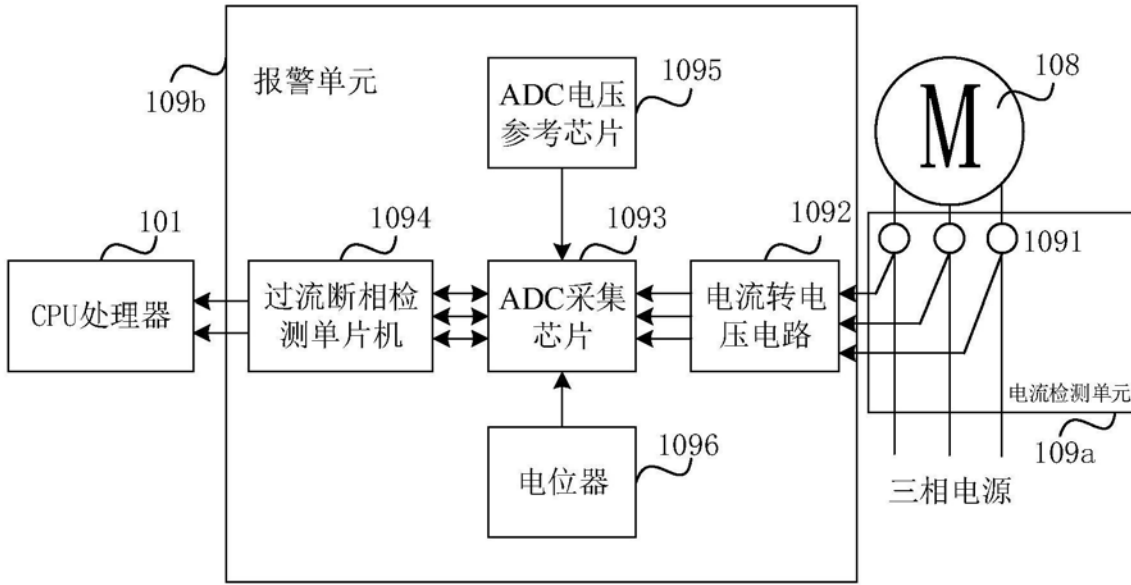 109b
报警单元
1095
ADC电压
参考芯片
108
M
101
CPU处理器
1094
过流断相检
测单片机
1093
ADC采集
芯片
1092
电流转电
压电路
1091
电流检测单元
109a
1096
电位器
三相电源